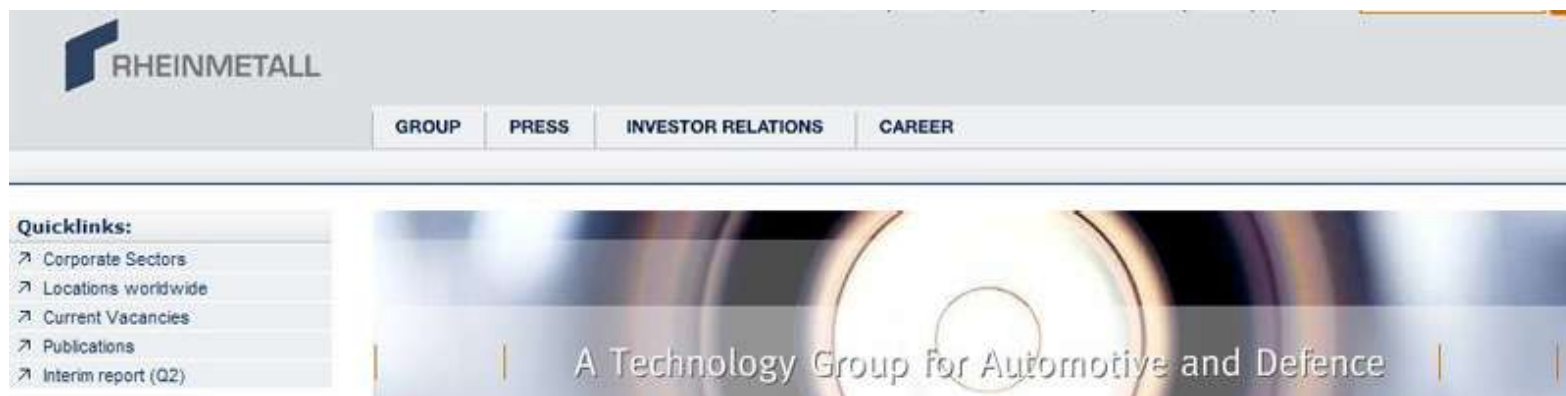 RHEINMETALL
GROUP PRESS INVESTOR RELATIONS CAREER
Quicklinks:
Corporate Sectors
Locations worldwide
Current Vacancies
Publications
Interim report (Q2)
A Technology Group for Automotive and Defence